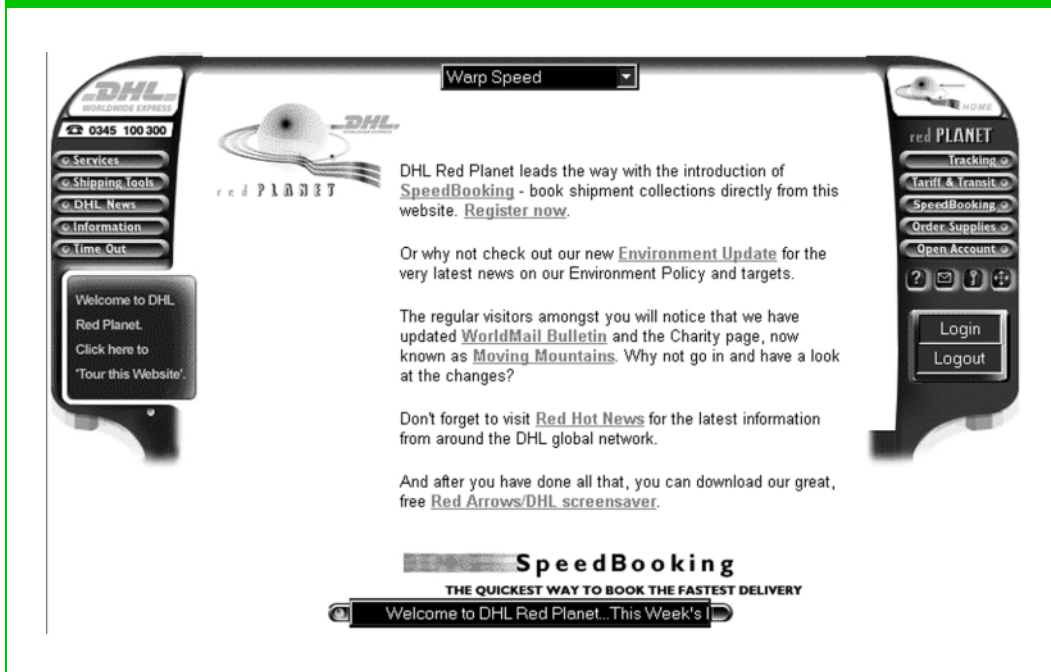 Warp Speed
DHL
WORLDWIDE EXPRESS
0345 100 300
Services
Shipping Tools
DHL News
Information
Time Out
Welcome to DHL
Red Planet.
Click here to
'Tour this Website'.
DHL
red PLANET
DHL Red Planet leads the way with the introduction of
SpeedBooking - book shipment collections directly from this
website. Register now.
Or why not check out our new Environment Update for the
very latest news on our Environment Policy and targets.
The regular visitors amongst you will notice that we have
updated WorldMail Bulletin and the Charity page, now
known as Moving Mountains. Why not go in and have a look
at the changes?
Don't forget to visit Red Hot News for the latest information
from around the DHL global network.
And after you have done all that, you can download our great,
free Red Arrows/DHL screensaver.
SpeedBooking
THE QUICKEST WAY TO BOOK THE FASTEST DELIVERY
Welcome to DHL Red Planet...This Week's
HOME
red PLANET
Tracking
Tariff & Transit
SpeedBooking
Order Supplies
Open Account
?
Login
Logout